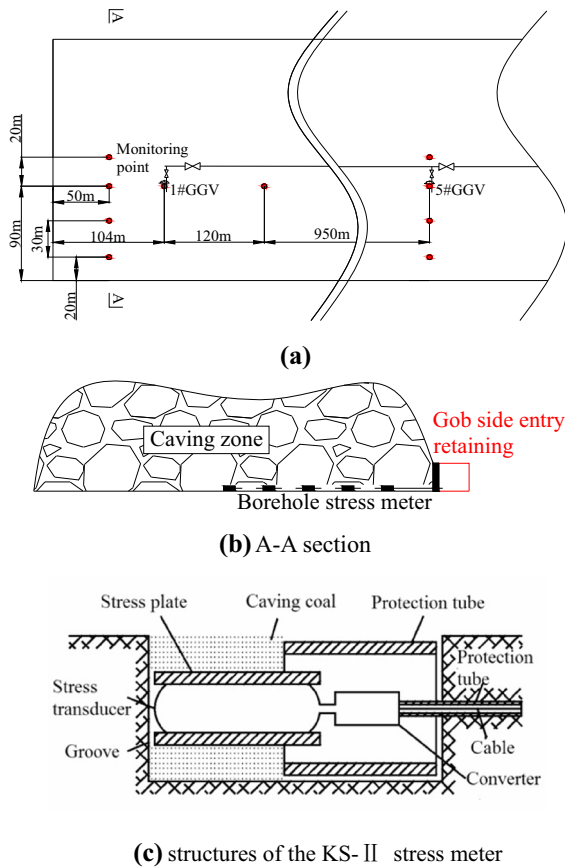 A
20m
Monitoring
point
1#GGV
5#GGV
50m
90m
30m
104m
120m
950m
20m
A
(a)
Caving zone
Gob side entry
retaining
Borehole stress meter
(b) A-A section
Stress plate
Caving coal
Protection tube
Stress
transducer
Protection
tube
Groove
Cable
Converter
(c) structures of the KS-Ⅱ stress meter